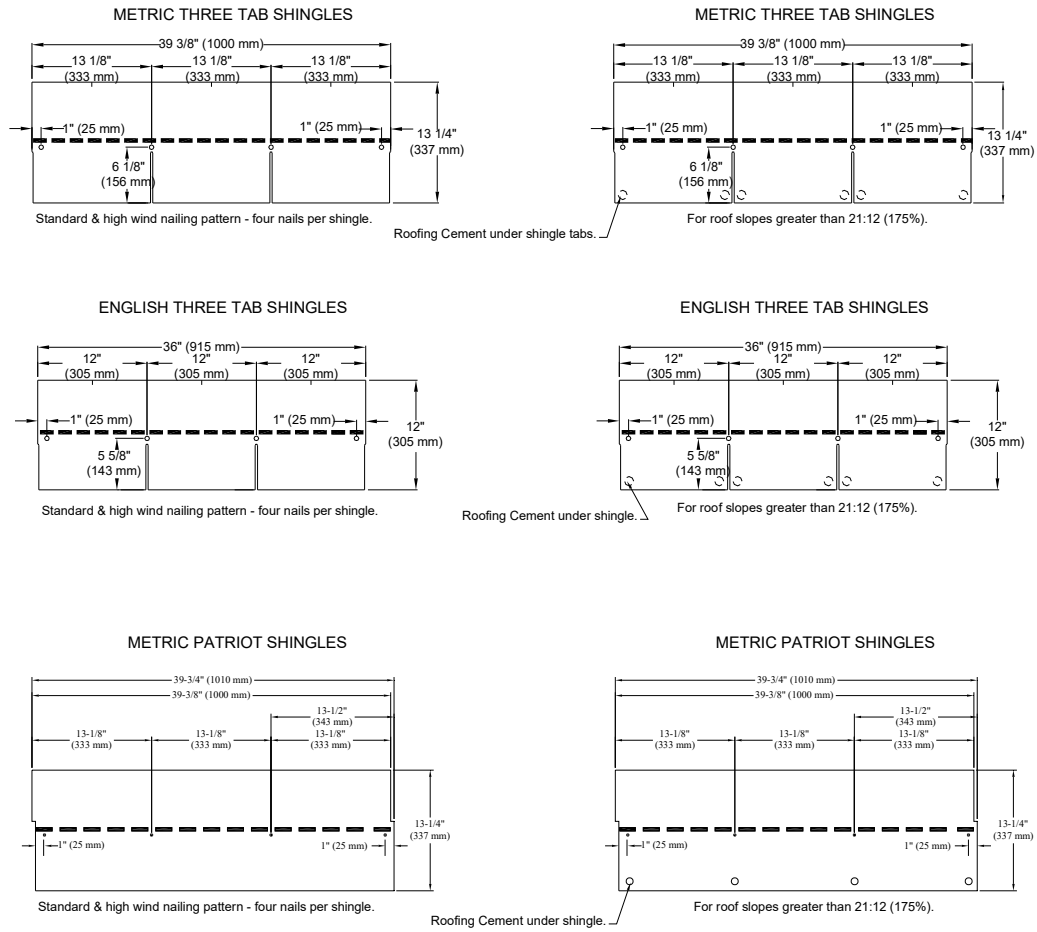 METRIC THREE TAB SHINGLES
39 3/8" (1000 mm)
13 1/8" 13 1/8" 13 1/8"
(333 mm) (333 mm) (333 mm)
1" (25 mm) 1" (25 mm)
13 1/4"
(337 mm)
6 1/8"
(156 mm)
Standard & high wind nailing pattern - four nails per shingle.
METRIC THREE TAB SHINGLES
39 3/8" (1000 mm)
13 1/8" 13 1/8" 13 1/8"
(333 mm) (333 mm) (333 mm)
1" (25 mm) 1" (25 mm)
13 1/4"
(337 mm)
6 1/8"
(156 mm)
For roof slopes greater than 21:12 (175%).
Roofing Cement under shingle tabs.
ENGLISH THREE TAB SHINGLES
36" (915 mm)
12" 12" 12"
(305 mm) (305 mm) (305 mm)
1" (25 mm) 1" (25 mm)
12"
(305 mm)
5 5/8"
(143 mm)
Standard & high wind nailing pattern - four nails per shingle.
ENGLISH THREE TAB SHINGLES
36" (915 mm)
12" 12" 12"
(305 mm) (305 mm) (305 mm)
1" (25 mm) 1" (25 mm)
12"
(305 mm)
5 5/8"
(143 mm)
For roof slopes greater than 21:12 (175%).
Roofing Cement under shingle.
METRIC PATRIOT SHINGLES
39-3/4" (1010 mm)
39-3/8" (1000 mm)
13-1/2"
(343 mm)
13-1/8" 13-1/8" 13-1/8"
(333 mm) (333 mm) (333 mm)
13-1/4"
(337 mm)
1" (25 mm) 1" (25 mm)
Standard & high wind nailing pattern - four nails per shingle.
METRIC PATRIOT SHINGLES
39-3/4" (1010 mm)
39-3/8" (1000 mm)
13-1/2"
(343 mm)
13-1/8" 13-1/8" 13-1/8"
(333 mm) (333 mm) (333 mm)
13-1/4"
(337 mm)
1" (25 mm) 1" (25 mm)
For roof slopes greater than 21:12 (175%).
Roofing Cement under shingle.